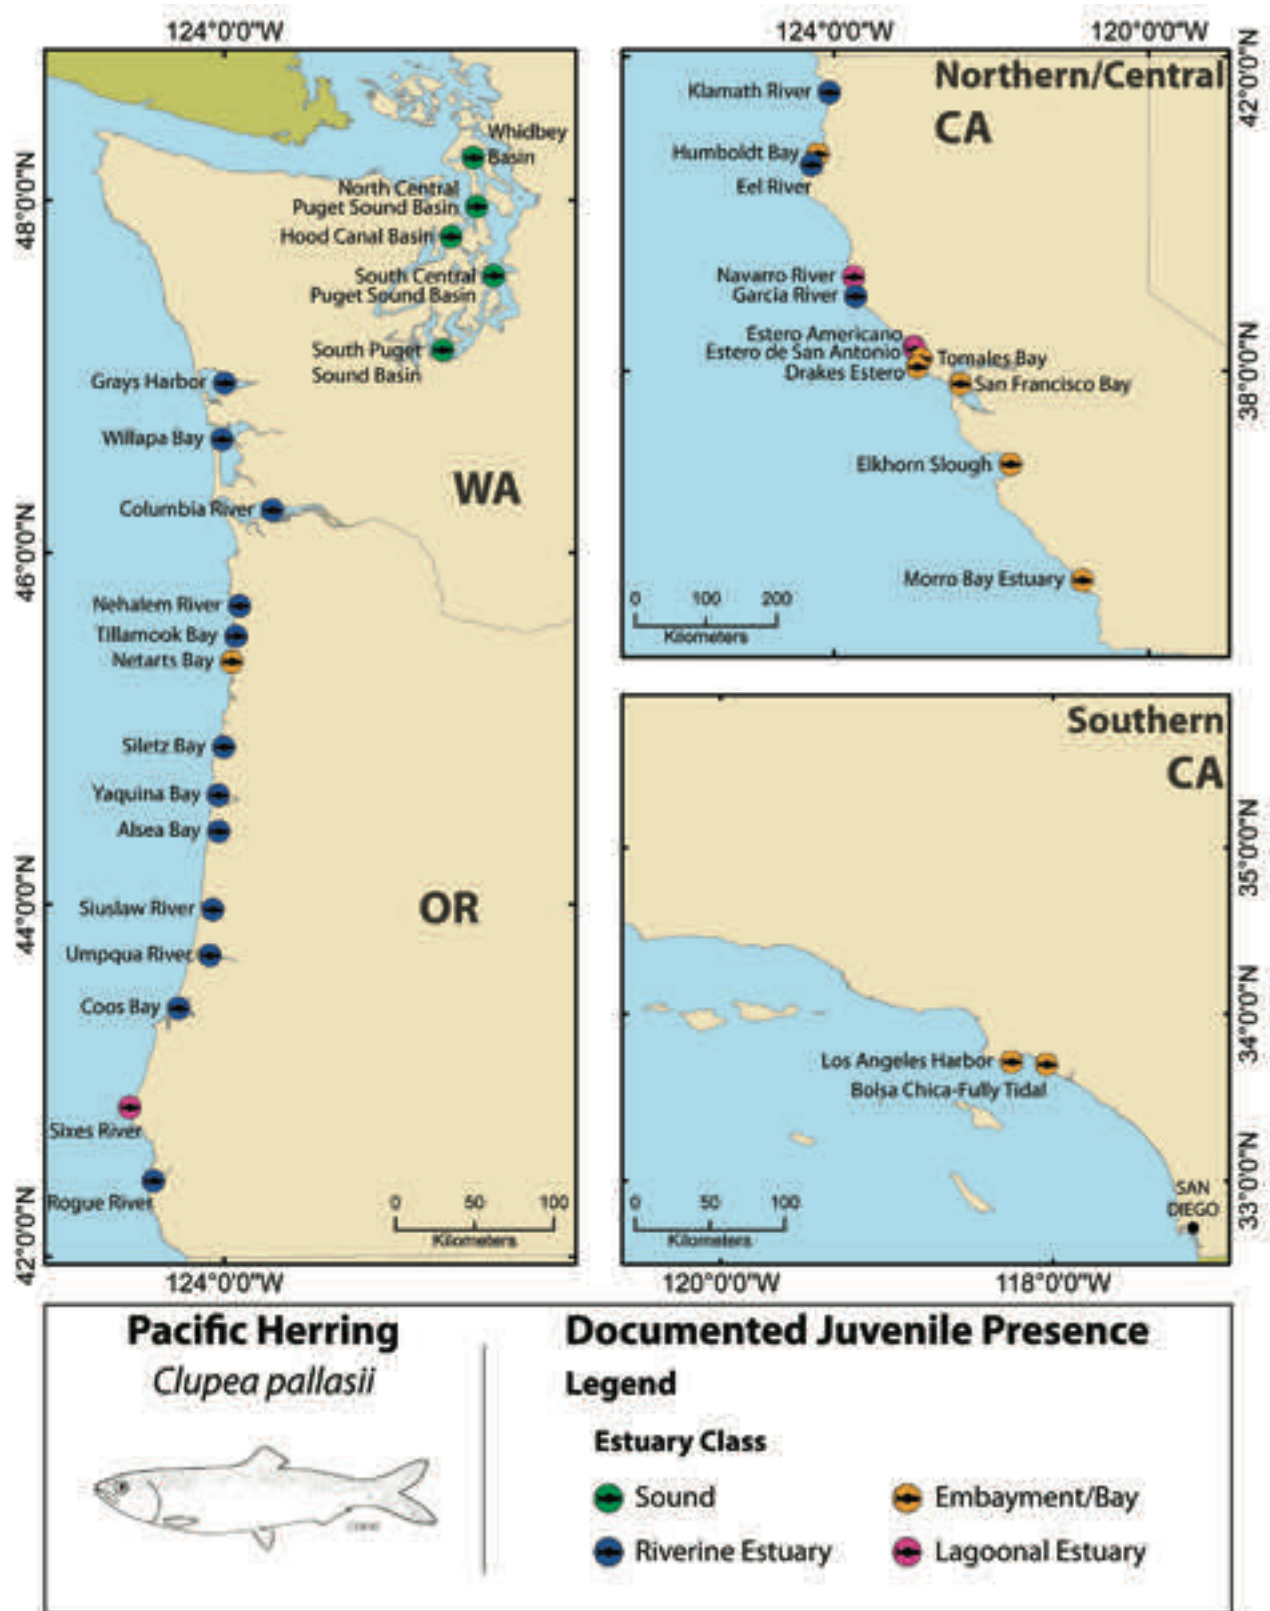 124°0'0"W
124°0'0"W
120°0'0"W
48°0'0"N
46°0'0"N
44°0'0"N
42°0'0"N
Whidbey
Basin
North Central
Puget Sound Basin
Hood Canal Basin
South Central
Puget Sound Basin
South Puget
Sound Basin
Grays Harbor
Willapa Bay
WA
Columbia River
Nehalem River
Tillamook Bay
Netarts Bay
Siletz Bay
Yaquina Bay
Alsea Bay
OR
Siuslaw River
Umpqua River
Coos Bay
Sixes River
Rogue River
0 50 100
Kilometers
124°0'0"W
Northern/Central
CA
42°0'0"N
38°0'0"N
Klamath River
Humboldt Bay
Eel River
Navarro River
Garcia River
Estero Americano
Estero de San Antonio
Tomales Bay
Drakes Estero
San Francisco Bay
Elkhorn Slough
Morro Bay Estuary
0 100 200
Kilometers
Southern
CA
35°0'0"N
34°0'0"N
33°0'0"N
Los Angeles Harbor
Bolsa Chica-Fully Tidal
SAN
DIEGO
0 50 100
Kilometers
120°0'0"W
118°0'0"W
Pacific Herring
Clupea pallasii
Documented Juvenile Presence
Legend
Estuary Class
Sound
Embayment/Bay
Riverine Estuary
Lagoonal Estuary